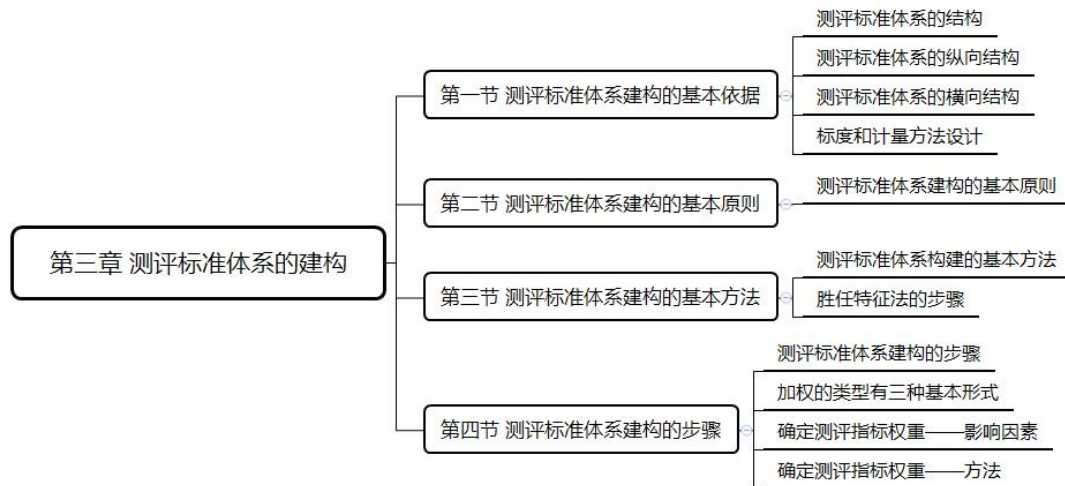 第三章 测评标准体系的建构
第一节 测评标准体系建构的基本依据
测评标准体系的结构
测评标准体系的纵向结构
测评标准体系的横向结构
标度和计量方法设计
第二节 测评标准体系建构的基本原则
测评标准体系建构的基本原则
第三节 测评标准体系建构的基本方法
测评标准体系构建的基本方法
胜任特征法的步骤
第四节 测评标准体系建构的步骤
测评标准体系建构的步骤
加权的类型有三种基本形式
确定测评指标权重——影响因素
确定测评指标权重——方法